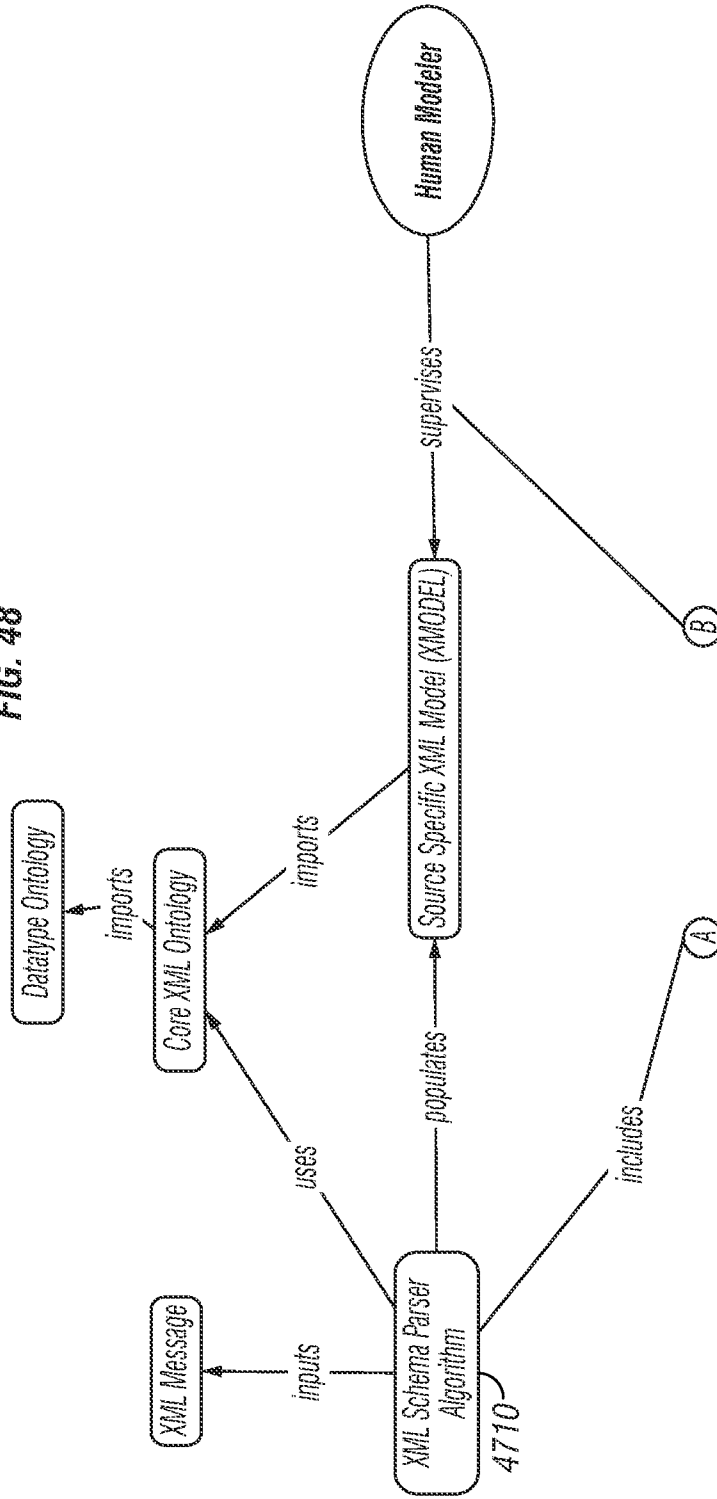 FIG. 48
Datatype Ontology
imports
XML Message
Core XML Ontology
inputs
uses
imports
XML Schema Parser
Algorithm
4710
populates
Source Specific XML Model (XMODEL)
supervises
Human Modeler
includes
A
B